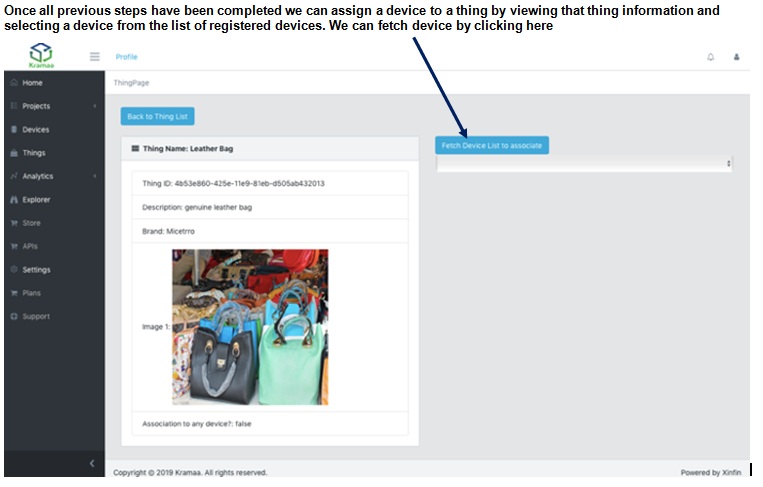 Once all previous steps have been completed we can assign a device to a thing by viewing that thing information and
selecting a device from the list of registered devices. We can fetch device by clicking here
Kramaa
Profile
Home
ThingPage
Projects
Back to Thing List
Devices
Things
Thing Name: Leather Bag
Fetch Device List to associate
Analytics
Thing ID: 4b53e860-425e-11e9-81eb-d505ab432013
Explorer
Description: genuine leather bag
Store
Brand: Micetrro
APIs
Settings
Plans
Support
Image 1:
Association to any device?: false
Copyright © 2019 Kramaa. All rights reserved.
Powered by Xinfin